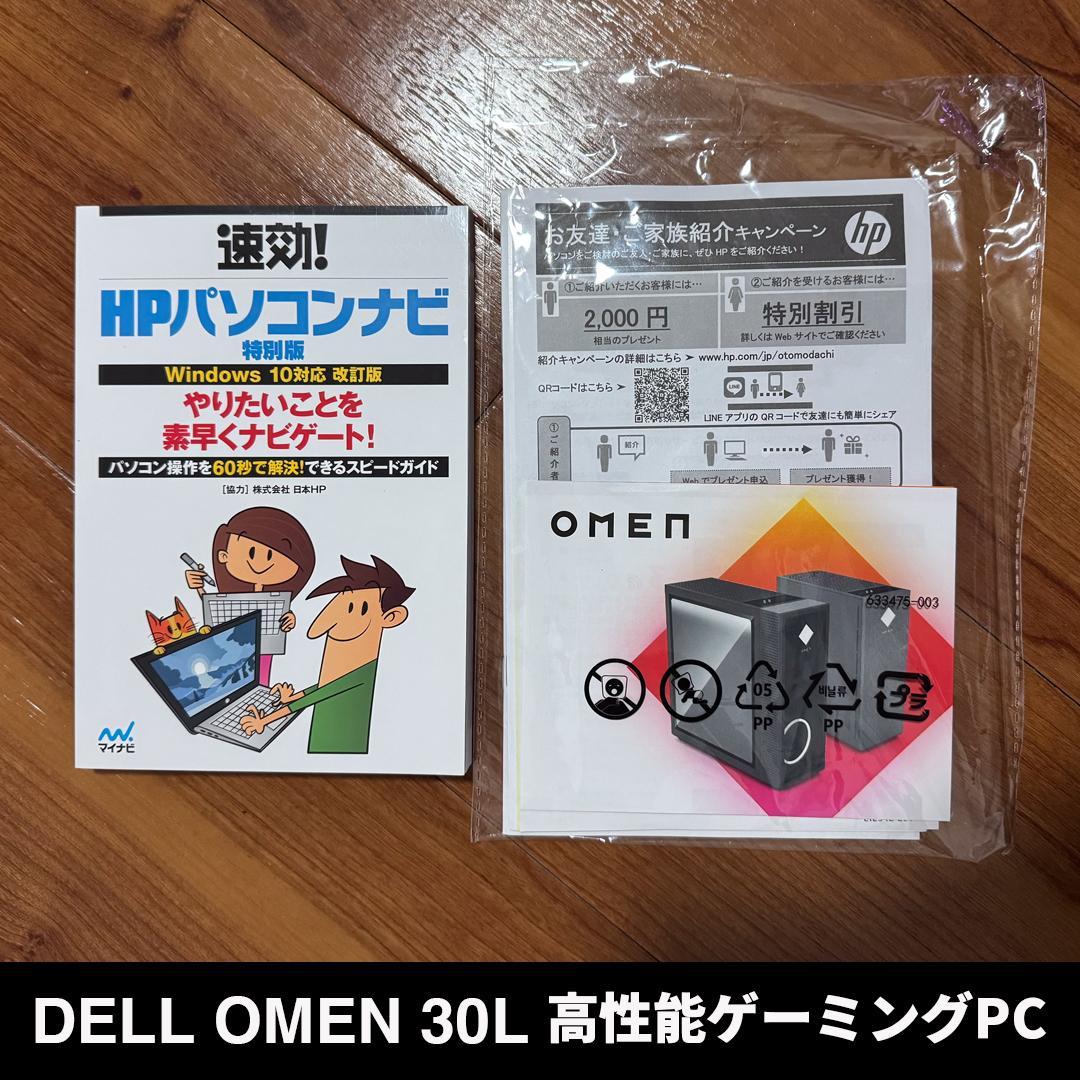 速効!
HPパソコンナビ
特別版
Windows 10対応 改訂版
やりたいことを
素早くナビゲート!
パソコン操作を60秒で解決!できるスピードガイド
[協力] 株式会社 日本HP
マイナビ
お友達・ご家族紹介キャンペーン
hp
パソコンをご検討のご友人・ご家族に、ぜひ HP をご紹介ください!
①ご紹介いただくお客様には…
②ご紹介を受けるお客様には…
2,000 円
特別割引
相当のプレゼント
詳しくは Web サイトでご確認ください
紹介キャンペーンの詳細はこちら ➤ www.hp.com/jp/otomodachi
QRコードはこちら ➤
LINE
LINE アプリの QR コードで友達にも簡単にシェア
①ご紹介者
紹介
Web でプレゼント申込
プレゼント獲得!
OMEN
633475-003
05
PP
비닐류
PP
プラ
DELL OMEN 30L 高性能ゲーミングPC